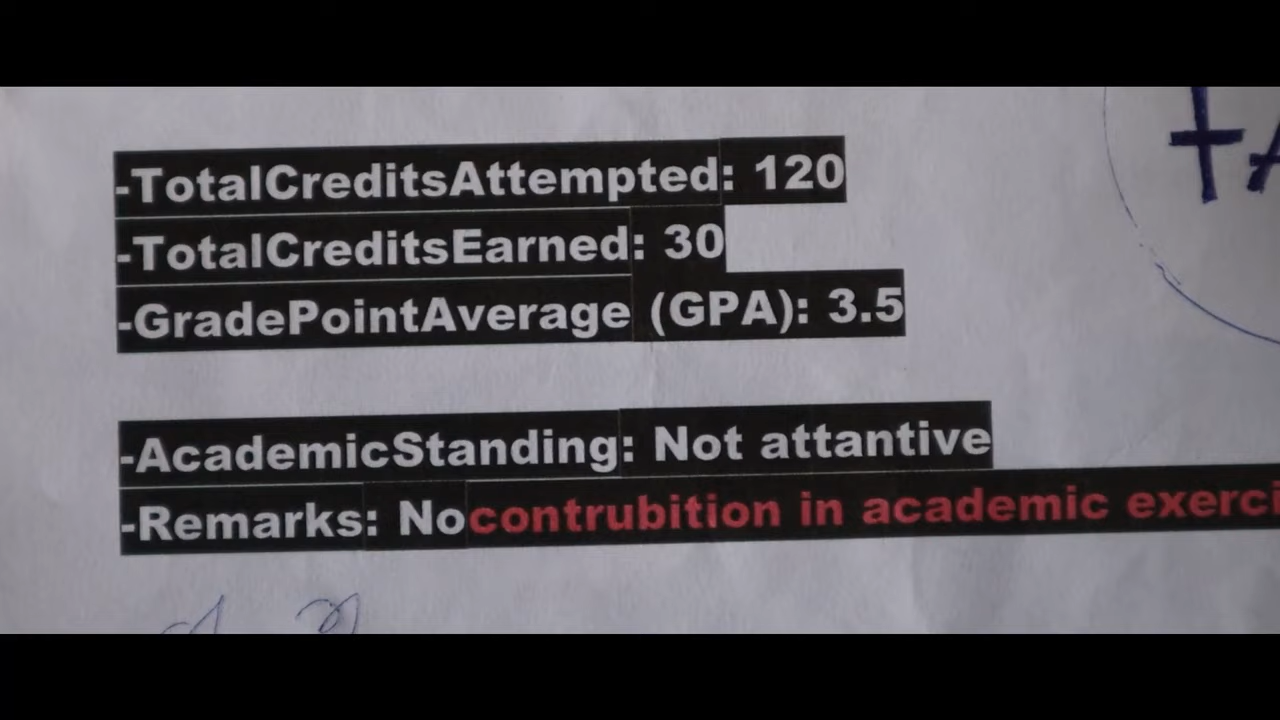 -TotalCreditsAttempted: 120
-TotalCreditsEarned: 30
-GradePointAverage (GPA): 3.5
-AcademicStanding: Not attantive
-Remarks: Nocontrubition in academic